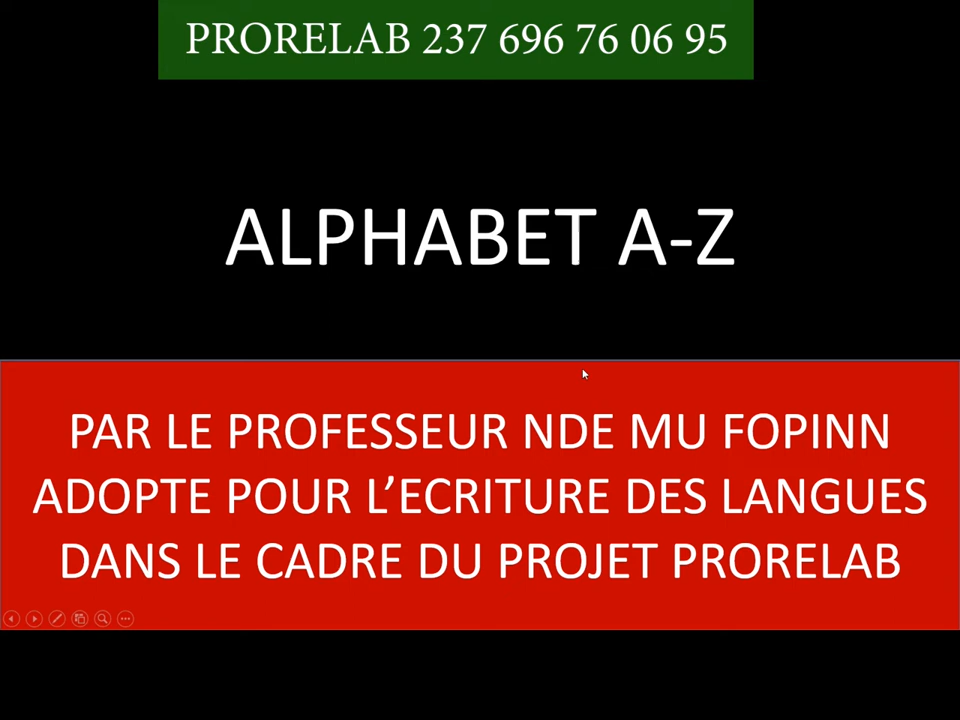 PRORELAB 237 696 76 06 95
ALPHABET A-Z
PAR LE PROFESSEUR NDE MU FOPINN
ADOPTE POUR L’ECRITURE DES LANGUES
DANS LE CADRE DU PROJET PRORELAB